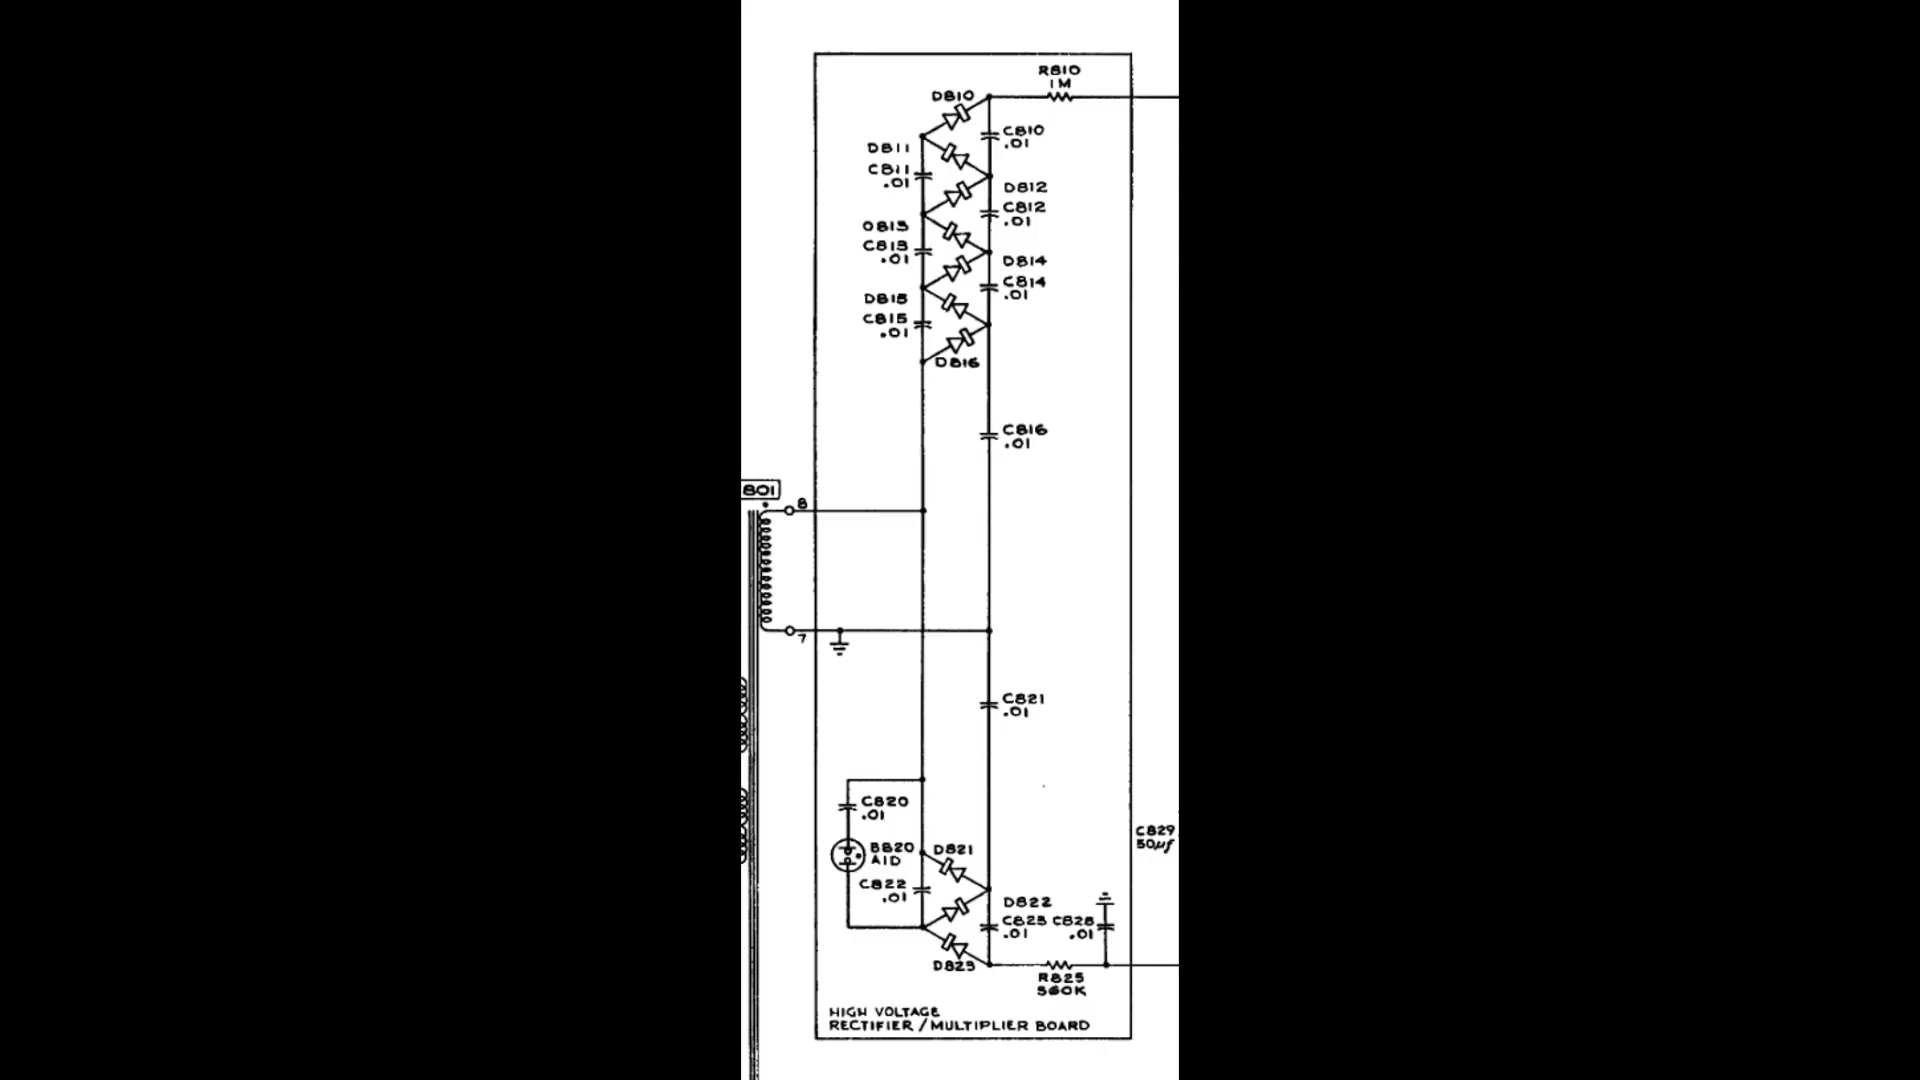 R810
1M
D810
C810
.01
D811
C811
.01
D812
C812
.01
D813
C813
.01
D814
C814
.01
D815
C815
.01
D816
C816
.01
801
8
7
C821
.01
C820
.01
C829
50µf
B820
A1D
D821
C822
.01
D822
C823
.01
C828
.01
D823
R825
560K
HIGH VOLTAGE
RECTIFIER/MULTIPLIER BOARD